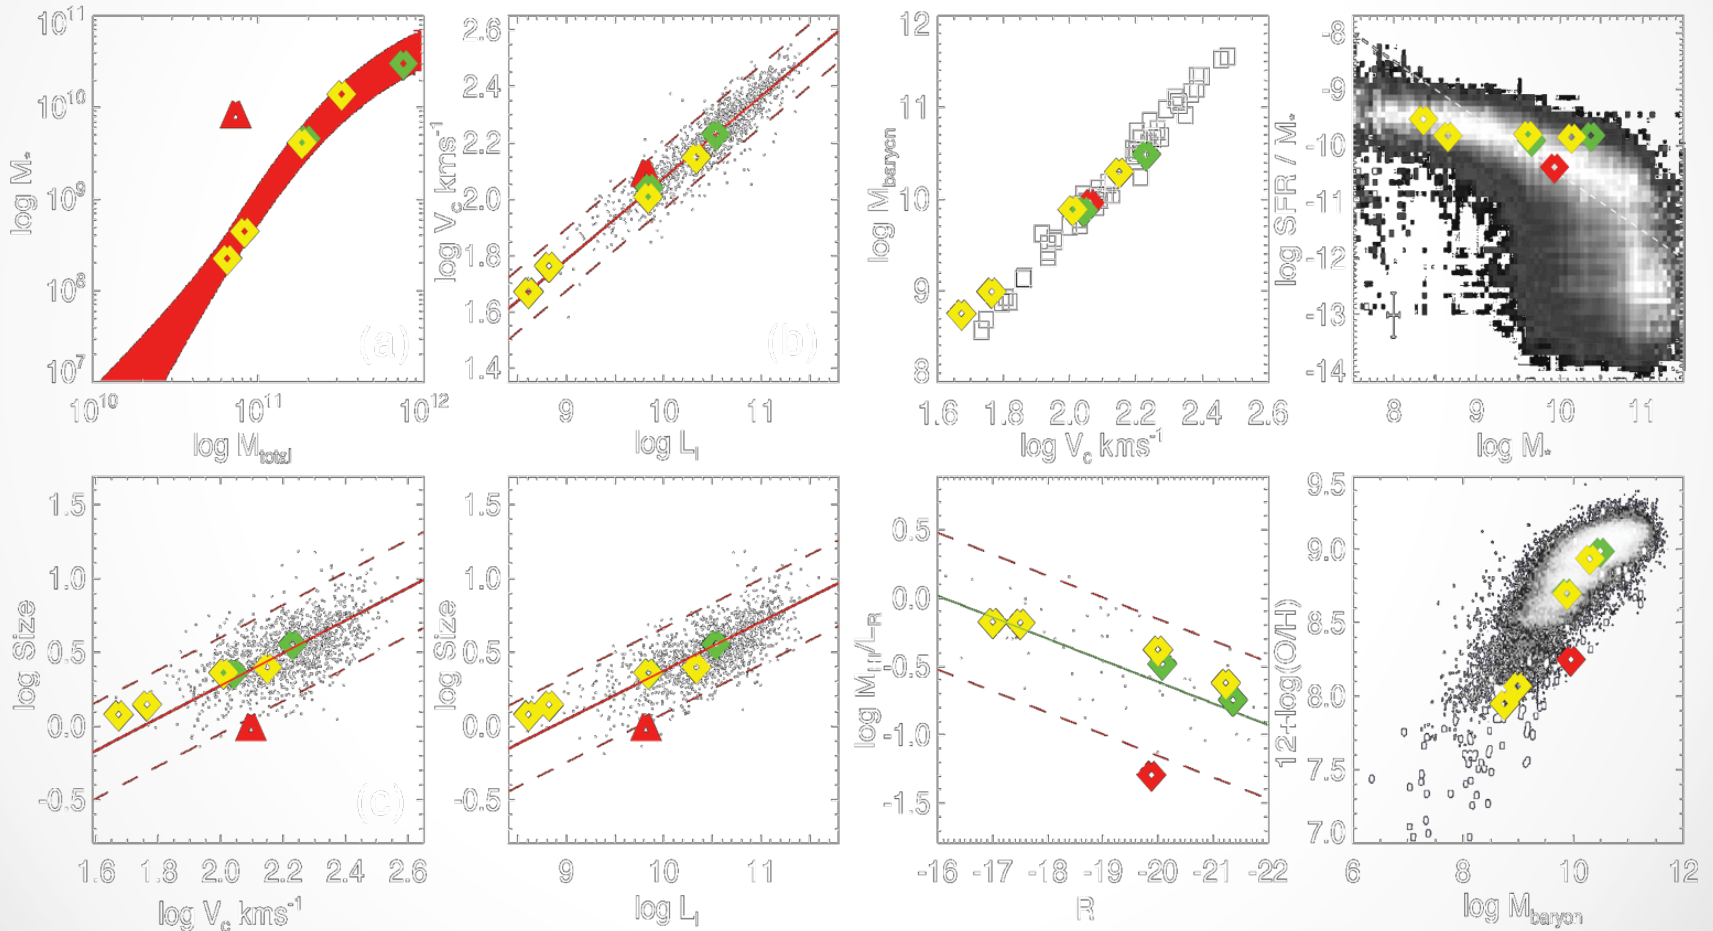 10¹¹
10¹⁰
10⁹
10⁸
10⁷
log M*
(a)
10¹⁰ 10¹¹ 10¹²
log M_total
2.6
2.4
2.2
2.0
1.8
1.6
1.4
log V_c kms⁻¹
(b)
9 10 11
log L_I
12
11
10
9
8
log M_baryon
1.6 1.8 2.0 2.2 2.4 2.6
log V_c kms⁻¹
-8
-9
-10
-11
-12
-13
-14
log SFR / M*
8 9 10 11
log M*
1.5
1.0
0.5
0.0
-0.5
log Size
(c)
1.6 1.8 2.0 2.2 2.4 2.6
log V_c kms⁻¹
1.5
1.0
0.5
0.0
-0.5
log Size
9 10 11
log L_I
0.5
0.0
-0.5
-1.0
-1.5
-16 -17 -18 -19 -20 -21 -22
R
9.5
9.0
8.5
8.0
7.5
7.0
12+log(O/H)
6 8 10 12
log M_baryon